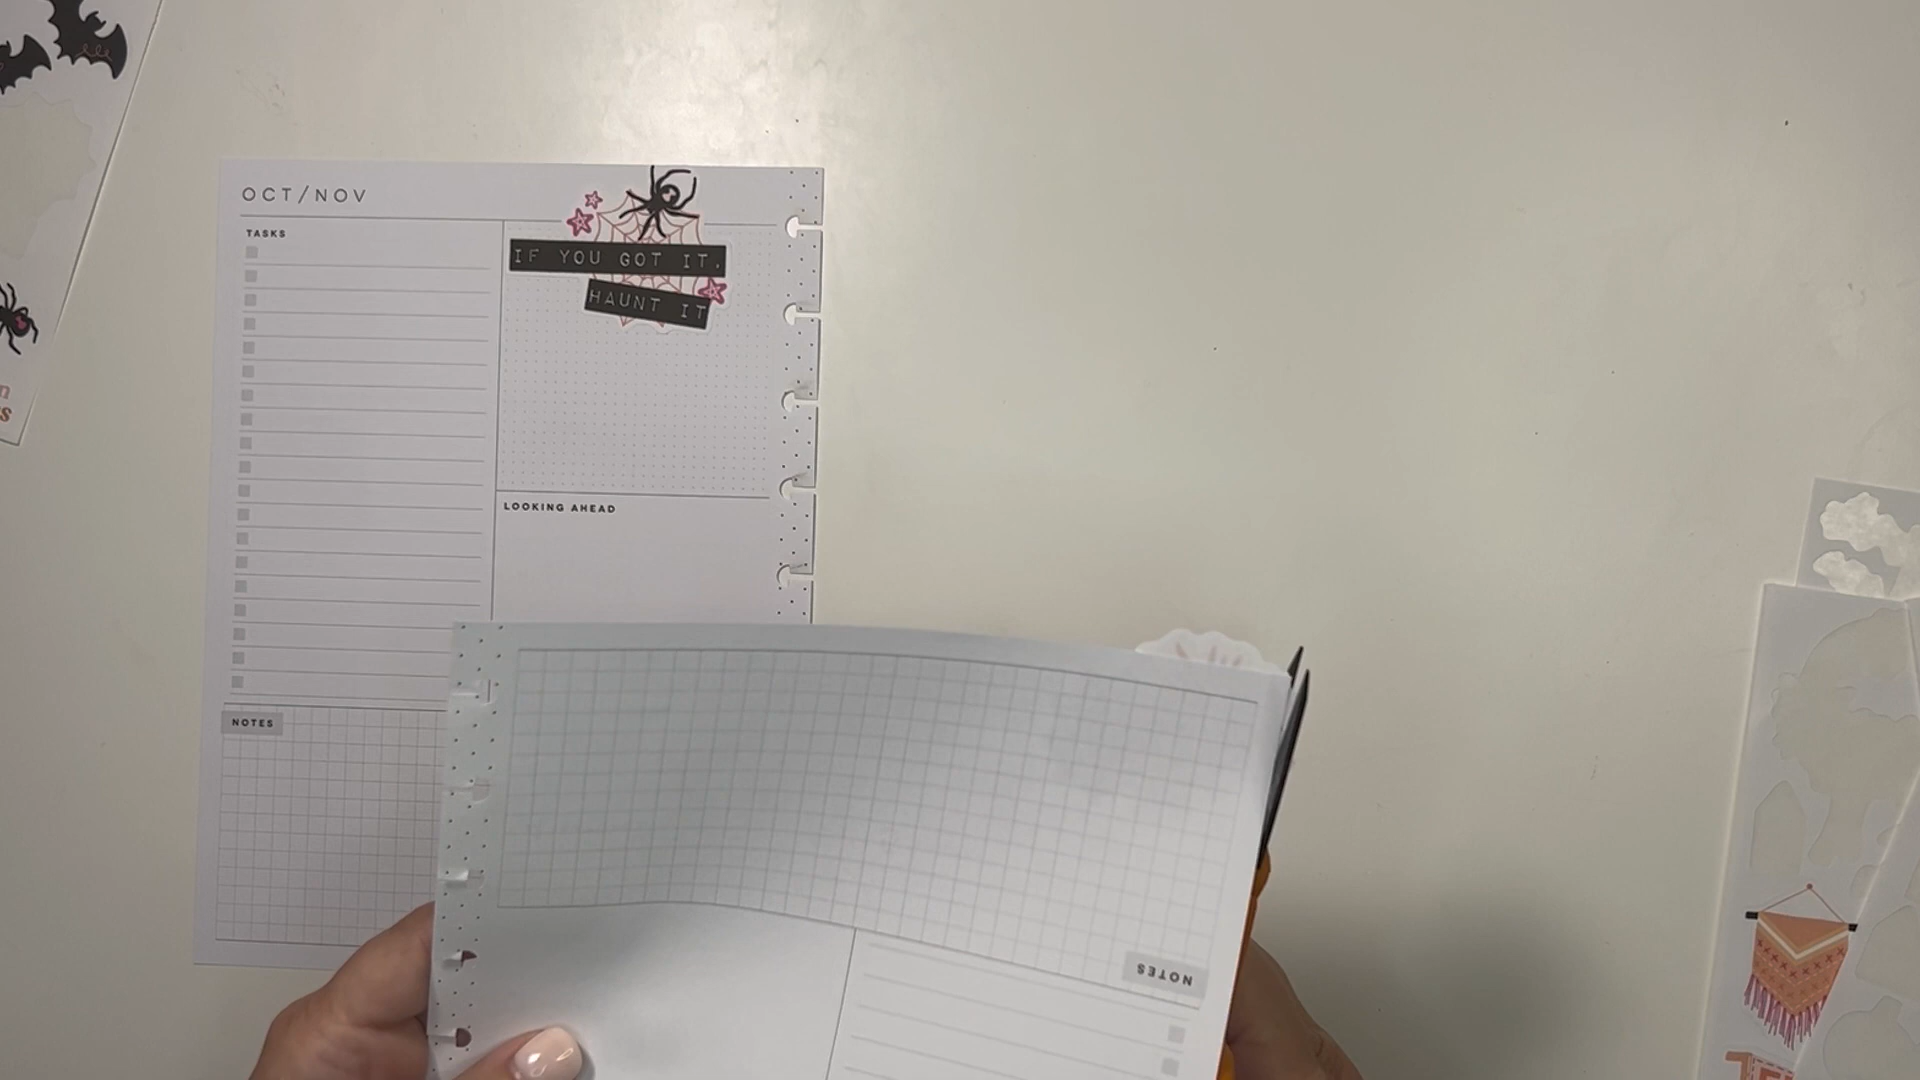 OCT/NOV
TASKS
IF YOU GOT IT,
HAUNT IT
LOOKING AHEAD
NOTES
NOTES